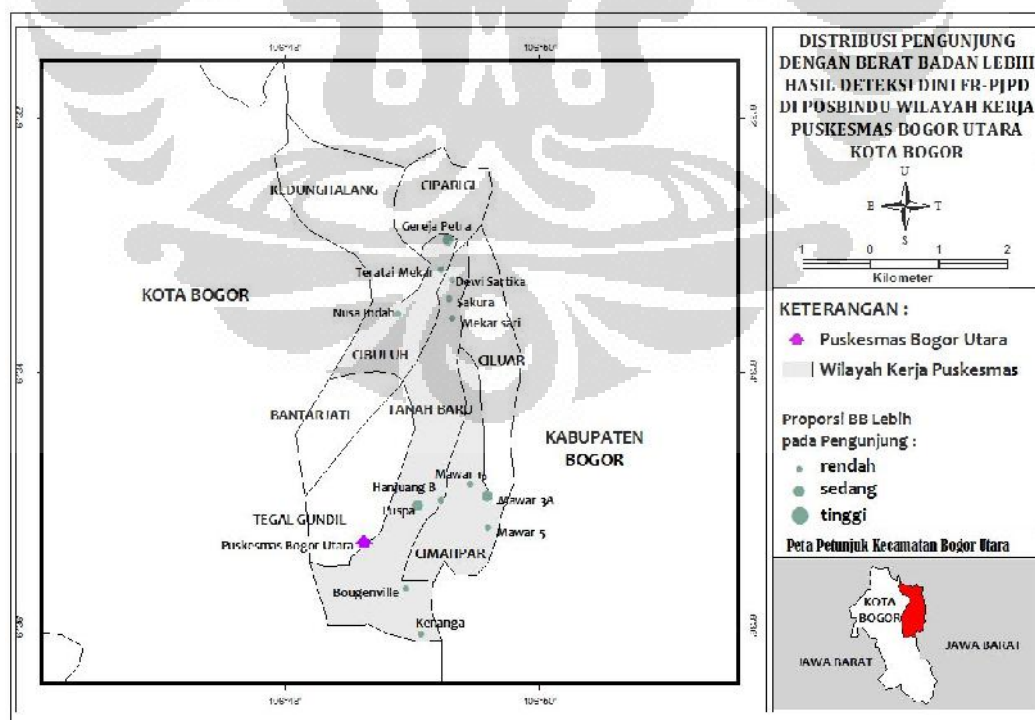 DISTRIBUSI PENGUNJUNG
DENGAN BERAT BADAN LEBIH
HASIL DETEKSI DINI FR-PJPD
DI POSBINDU WILAYAH KERJA
PUSKESMAS BOGOR UTARA
KOTA BOGOR
U
B T
S
1 0 1 2
Kilometer
KETERANGAN :
Puskesmas Bogor Utara
Wilayah Kerja Puskesmas
Proporsi BB Lebih
pada Pengunjung :
rendah
sedang
tinggi
Peta Petunjuk Kecamatan Bogor Utara
KOTA
BOGOR
JAWA BARAT
JAWA BARAT
KEDUNGHALANG
CIPARIGI
Gereja Petra
Teratai Mekar
Dewi Sartika
KOTA BOGOR
Sakura
Nusa Indah
Mekar sari
CIBULUH
CILUAR
BANTARJATI
TANAH BARU
KABUPATEN
BOGOR
Hanjuang B
Mawar 3A
Puspa
TEGAL GUNDIL
Mawar 5
Puskesmas Bogor Utara
CIMAHPAR
Bougenville
Kenanga